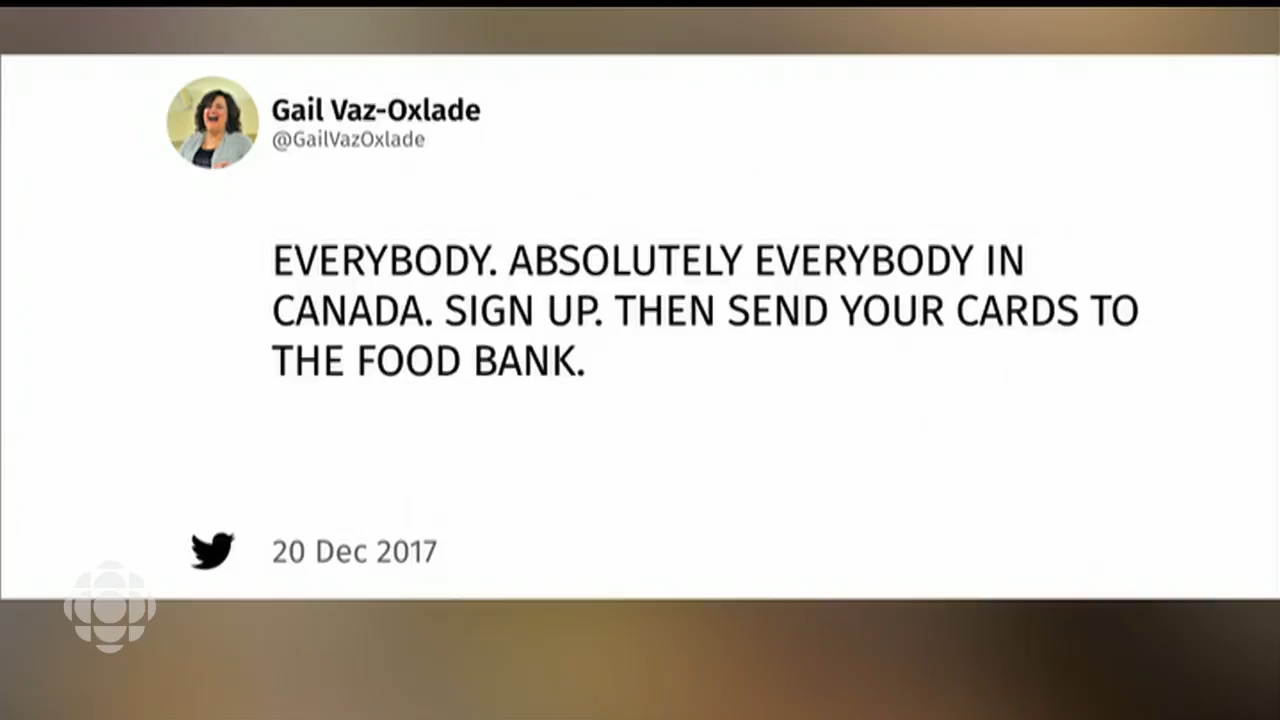 Gail Vaz-Oxlade
@GailVazOxlade
EVERYBODY. ABSOLUTELY EVERYBODY IN
CANADA. SIGN UP. THEN SEND YOUR CARDS TO
THE FOOD BANK.
20 Dec 2017